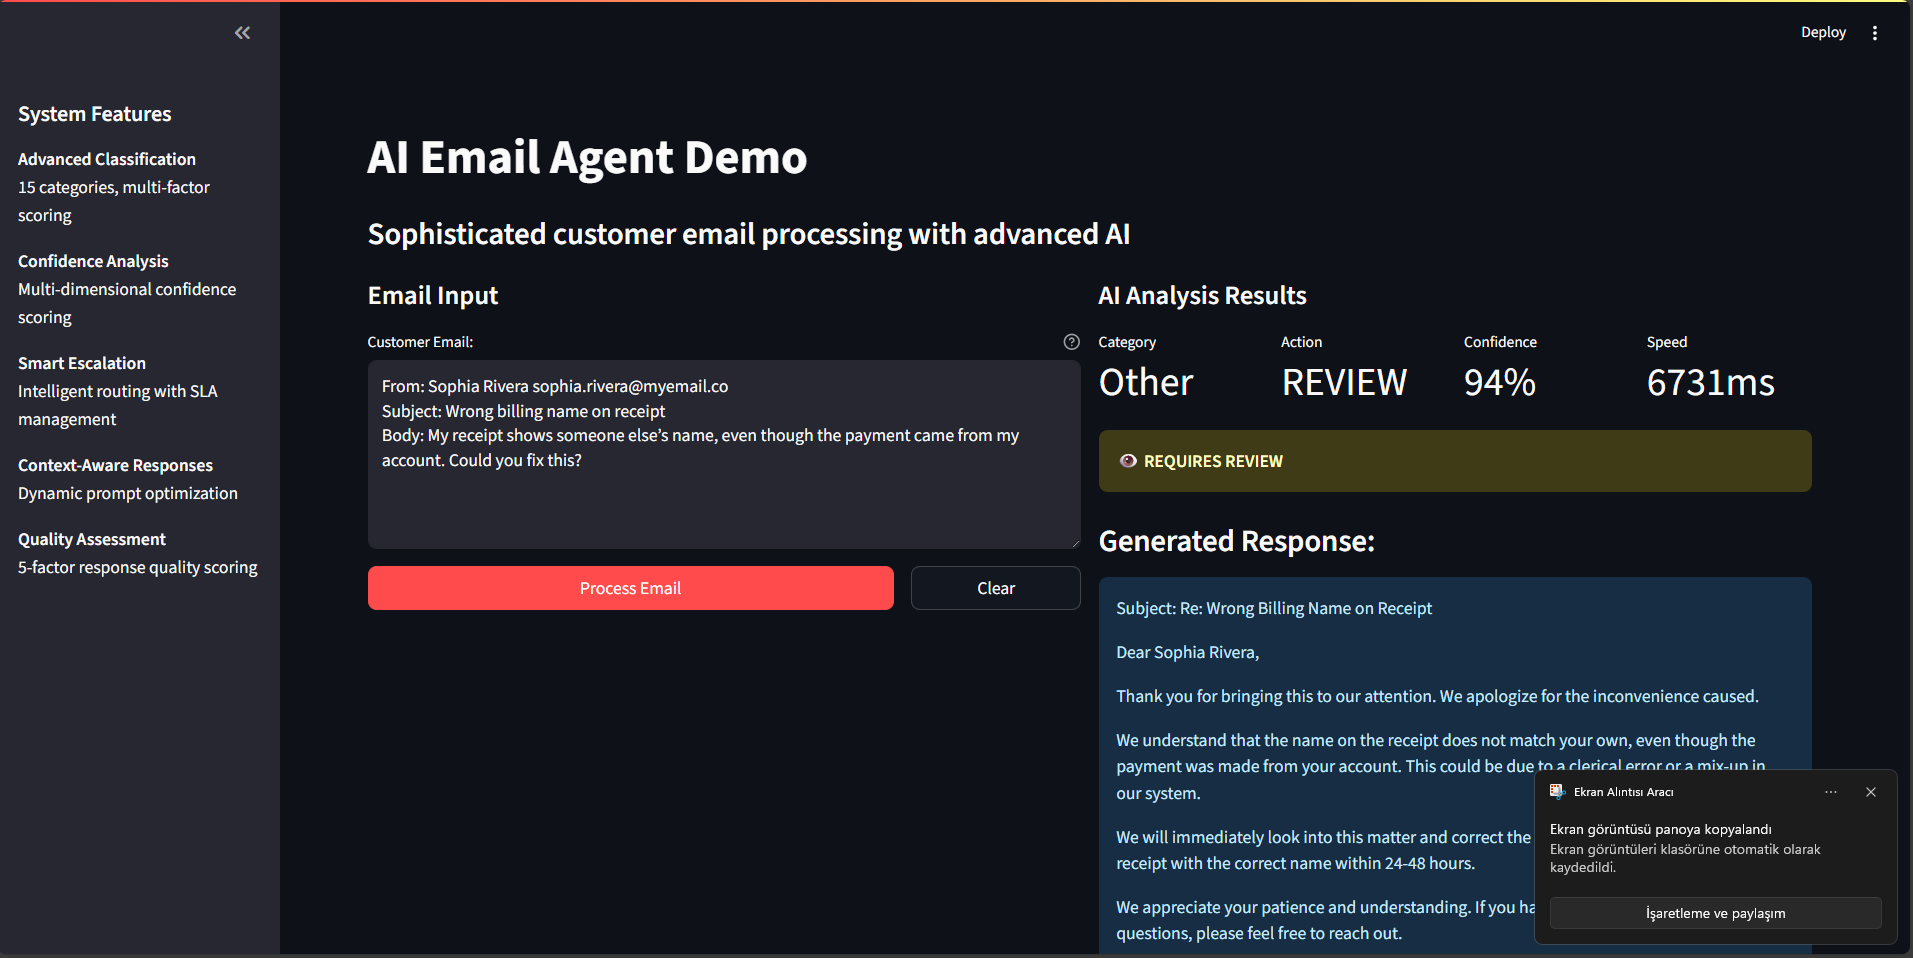 Deploy
System Features
Advanced Classification
15 categories, multi-factor
scoring
Confidence Analysis
Multi-dimensional confidence
scoring
Smart Escalation
Intelligent routing with SLA
management
Context-Aware Responses
Dynamic prompt optimization
Quality Assessment
5-factor response quality scoring
AI Email Agent Demo
Sophisticated customer email processing with advanced AI
Email Input
Customer Email:
From: Sophia Rivera sophia.rivera@myemail.co
Subject: Wrong billing name on receipt
Body: My receipt shows someone else’s name, even though the payment came from my
account. Could you fix this?
Process Email
Clear
AI Analysis Results
Category
Action
Confidence
Speed
Other
REVIEW
94%
6731ms
REQUIRES REVIEW
Generated Response:
Subject: Re: Wrong Billing Name on Receipt
Dear Sophia Rivera,
Thank you for bringing this to our attention. We apologize for the inconvenience caused.
We understand that the name on the receipt does not match your own, even though the
payment was made from your account. This could be due to a clerical error or a mix-up in
our system.
We will immediately look into this matter and correct the
receipt with the correct name within 24-48 hours.
We appreciate your patience and understanding. If you ha
questions, please feel free to reach out.
Ekran Alıntısı Aracı
Ekran görüntüsü panoya kopyalandı
Ekran görüntüleri klasörüne otomatik olarak
kaydedildi.
İşaretleme ve paylaşım